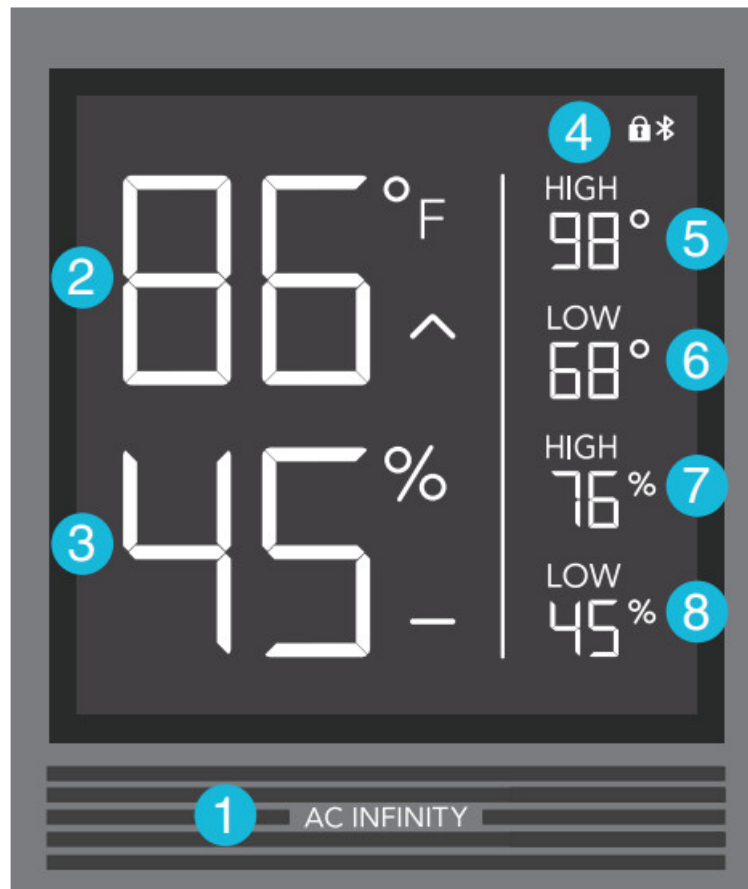 4
HIGH
86°F
98° 5
2
LOW
68° 6
HIGH
45%
76% 7
3
LOW
45% 8
1 AC INFINITY